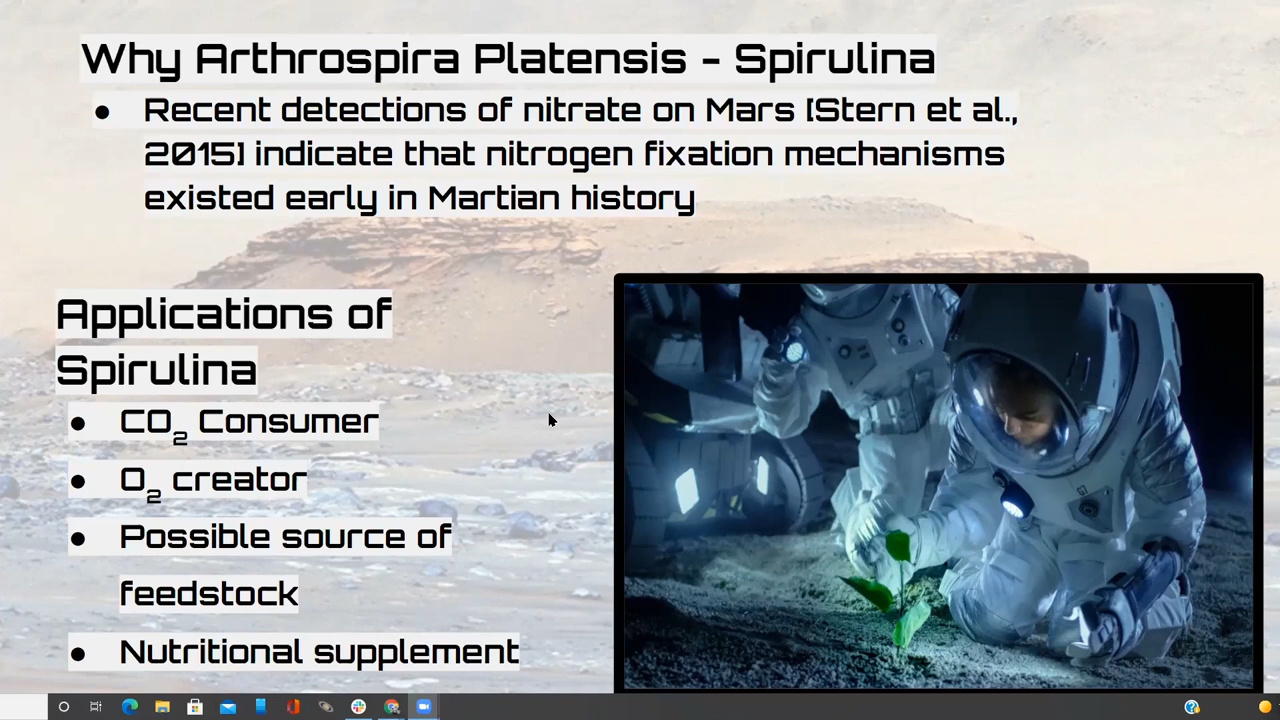 Why Arthrospira Platensis - Spirulina
● Recent detections of nitrate on Mars [Stern et al.,
2015] indicate that nitrogen fixation mechanisms
existed early in Martian history
Applications of
Spirulina
● CO₂ Consumer
● O₂ creator
● Possible source of
feedstock
● Nutritional supplement